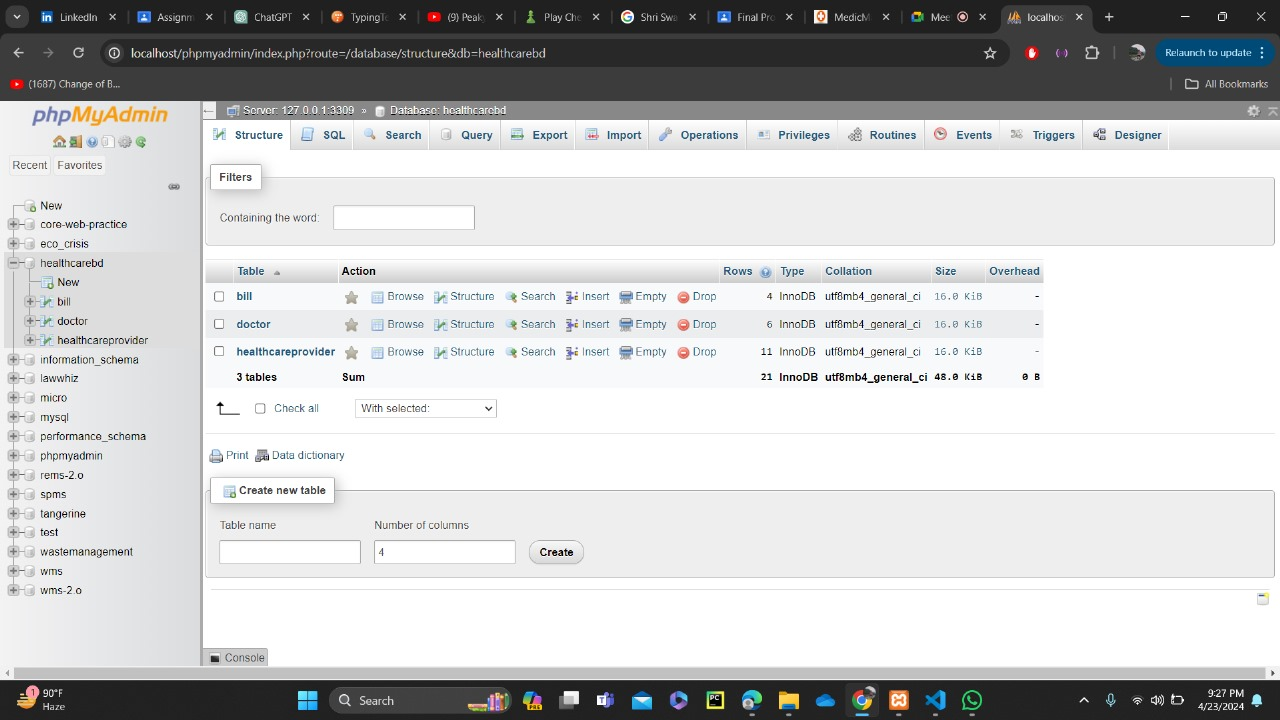 LinkedIn
Assignm
ChatGPT
TypingTe
(9) Peak
Play Che
Shri Swa
Final Pro
MedicM
Mee
localhos
localhost/phpmyadmin/index.php?route=/database/structure&db=healthcarebd
Relaunch to update
(1687) Change of B...
All Bookmarks
phpMyAdmin
Recent Favorites
New
core-web-practice
eco_crisis
healthcarebd
New
bill
doctor
healthcareprovider
information_schema
lawwhiz
micro
mysql
performance_schema
phpmyadmin
rems-2.o
spms
tangerine
test
wastemanagement
wms
wms-2.o
Server: 127.0.0.1:3309 » Database: healthcarebd
Structure SQL Search Query Export Import Operations Privileges Routines Events Triggers Designer
Filters
Containing the word:
Table Action Rows Type Collation Size Overhead
bill Browse Structure Search Insert Empty Drop 4 InnoDB utf8mb4_general_ci 16.0 KiB -
doctor Browse Structure Search Insert Empty Drop 6 InnoDB utf8mb4_general_ci 16.0 KiB -
healthcareprovider Browse Structure Search Insert Empty Drop 11 InnoDB utf8mb4_general_ci 16.0 KiB -
3 tables Sum 21 InnoDB utf8mb4_general_ci 48.0 KiB 0 B
Check all With selected:
Print Data dictionary
Create new table
Table name Number of columns
4 Create
Console
1
90°F
Haze
Search
PRE
PC
9:27 PM
4/23/2024